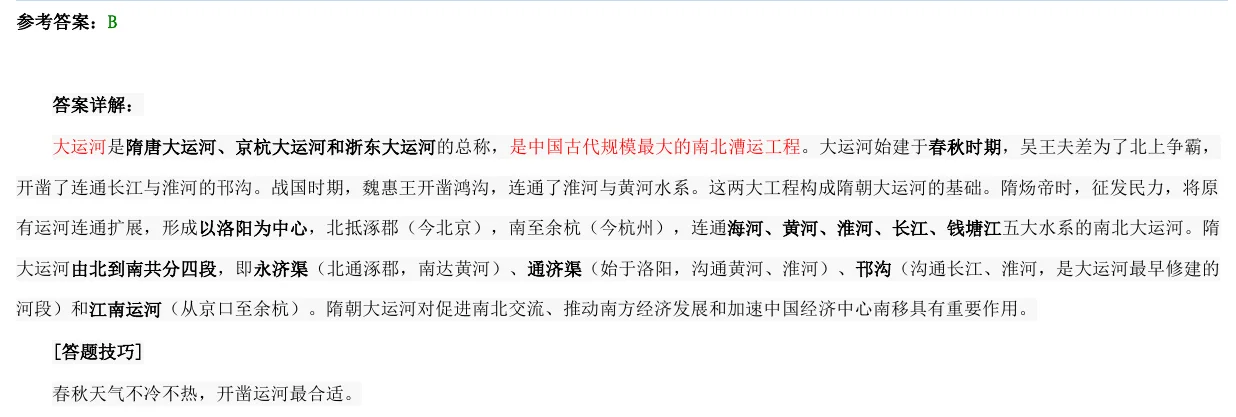 参考答案：B
答案详解：
大运河是隋唐大运河、京杭大运河和浙东大运河的总称，是中国古代规模最大的南北漕运工程。大运河始建于春秋时期，吴王夫差为了北上争霸，
开凿了连通长江与淮河的邗沟。战国时期，魏惠王开凿鸿沟，连通了淮河与黄河水系。这两大工程构成隋朝大运河的基础。隋炀帝时，征发民力，将原
有运河连通扩展，形成以洛阳为中心，北抵涿郡（今北京），南至余杭（今杭州），连通海河、黄河、淮河、长江、钱塘江五大水系的南北大运河。隋
大运河由北到南共分四段，即永济渠（北通涿郡，南达黄河）、通济渠（始于洛阳，沟通黄河、淮河）、邗沟（沟通长江、淮河，是大运河最早修建的
河段）和江南运河（从京口至余杭）。隋朝大运河对促进南北交流、推动南方经济发展和加速中国经济中心南移具有重要作用。
[答题技巧]
春秋天气不冷不热，开凿运河最合适。